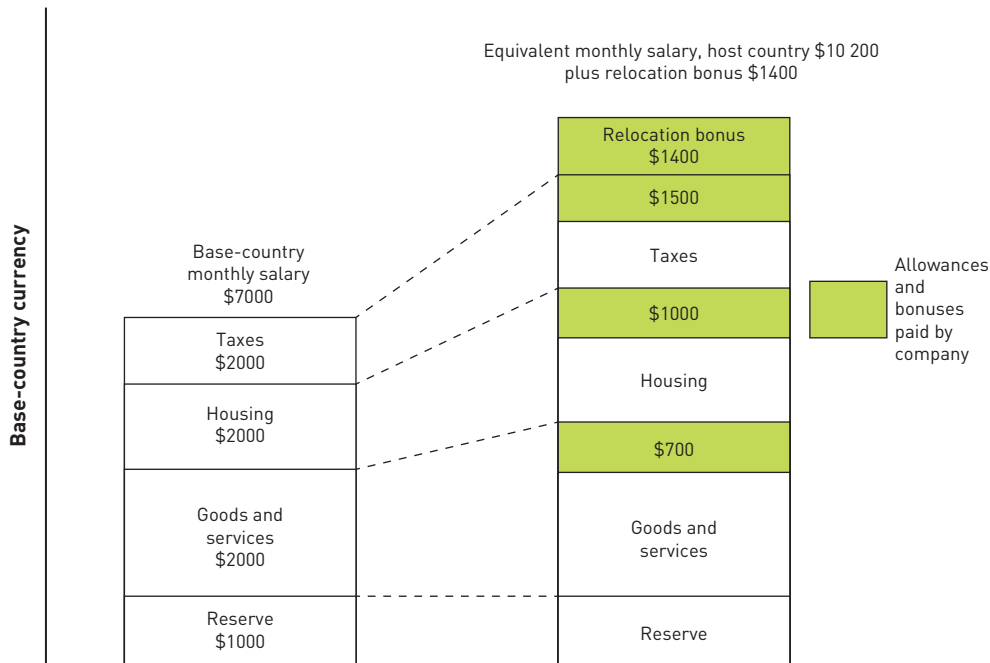 Base-country currency
Base-country
monthly salary
$7000
Taxes
$2000
Housing
$2000
Goods and
services
$2000
Reserve
$1000
Equivalent monthly salary, host country $10 200
plus relocation bonus $1400
Relocation bonus
$1400
$1500
Taxes
$1000
Housing
$700
Goods and
services
Reserve
Allowances
and
bonuses
paid by
company